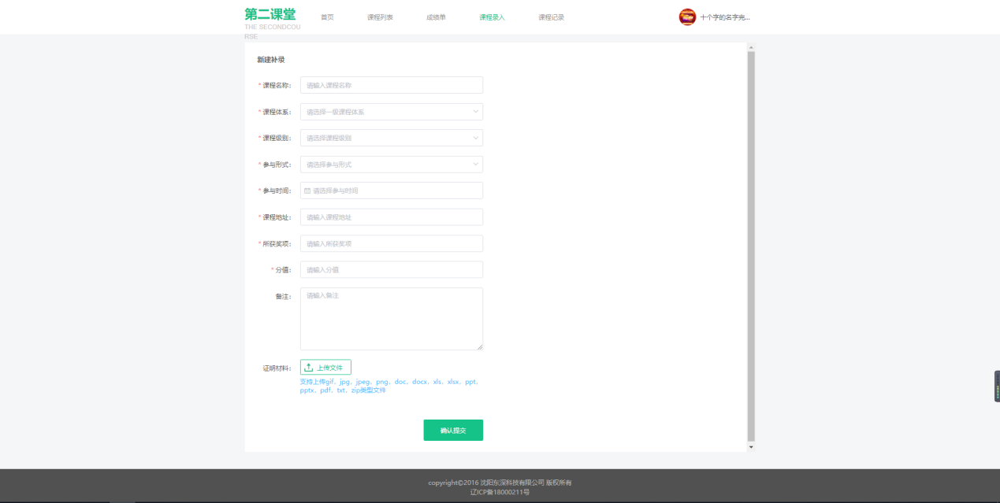 第二课堂
THE SECONDCOU
RSE
首页
课程列表
成绩单
课程录入
课程记录
十个字的名字完...
新建补录
*课程名称: 请输入课程名称
*课程体系: 请选择一级课程体系
*课程级别: 请选择课程级别
*参与形式: 请选择参与形式
*参与时间: 请选择参与时间
*课程地址: 请输入课程地址
*所获奖项: 请输入所获奖项
*分值: 请输入分值
备注: 请输入备注
证明材料: 上传文件
支持上传gif、jpg、jpeg、png、doc、docx、xls、xlsx、ppt、
pptx、pdf、txt、zip类型文件
确认提交
copyright©2016 沈阳东深科技有限公司 版权所有
辽ICP备18000211号